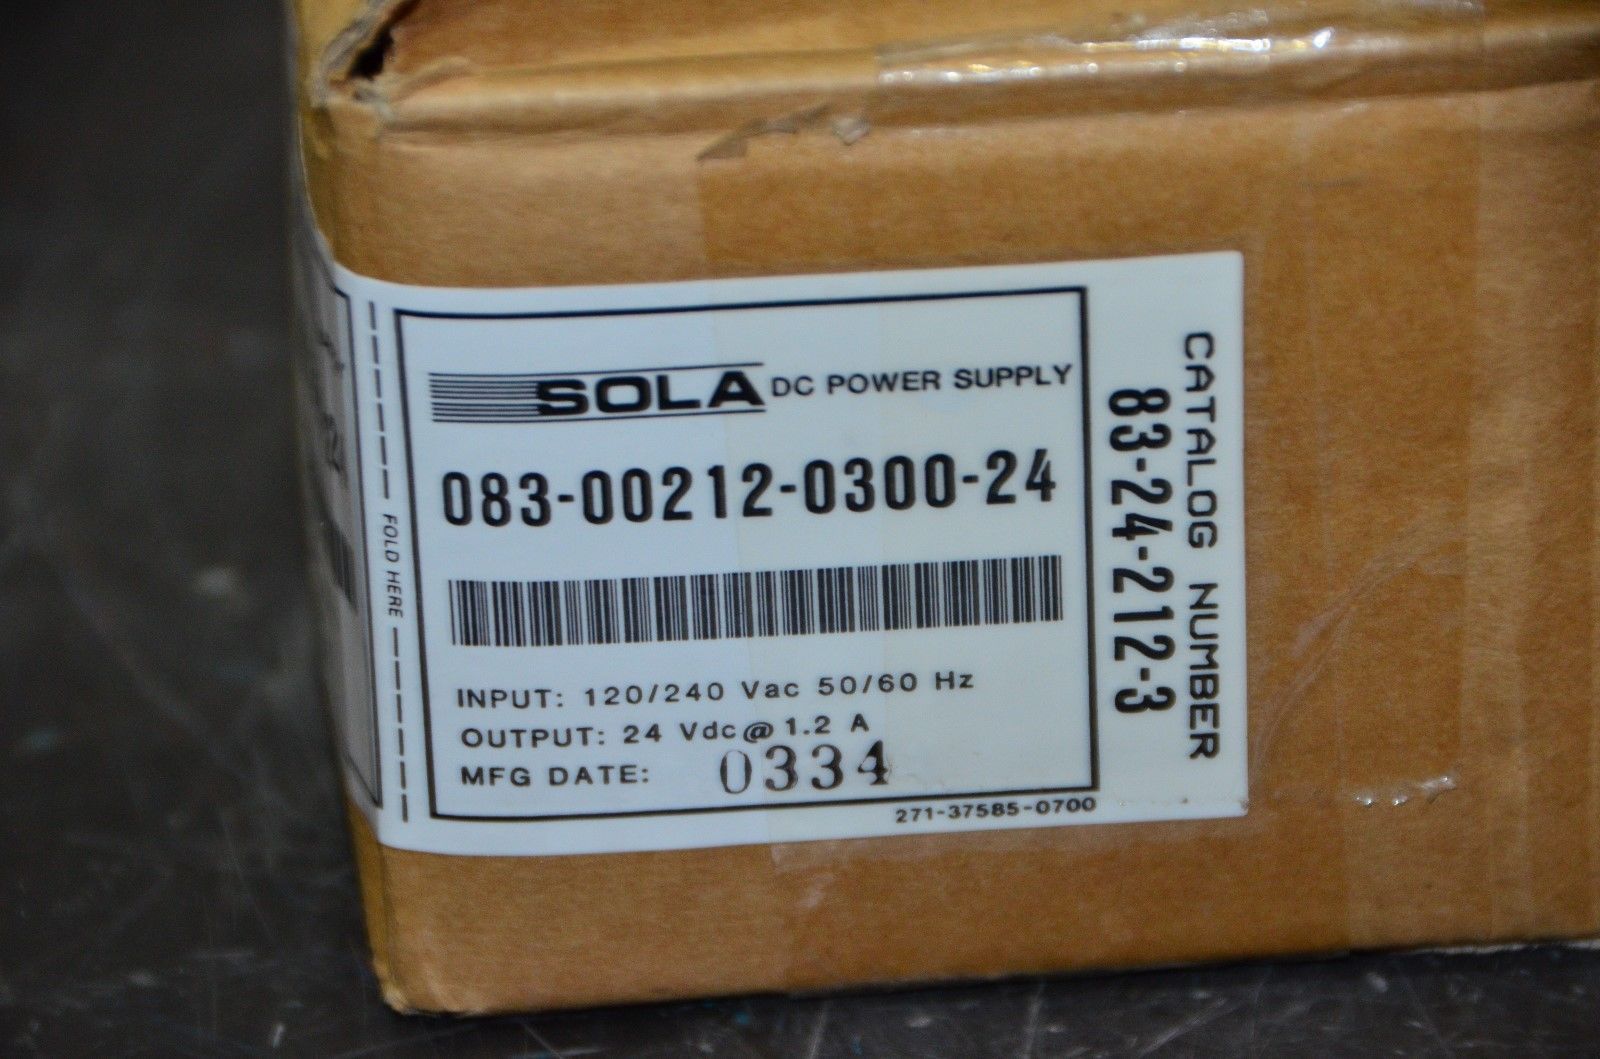 SOLA DC POWER SUPPLY
083-00212-0300-24
INPUT: 120/240 Vac 50/60 Hz
OUTPUT: 24 Vdc @ 1.2 A
MFG DATE: 0334
271-37585-0700
FOLD HERE
CATALOG NUMBER
83-24-212-3